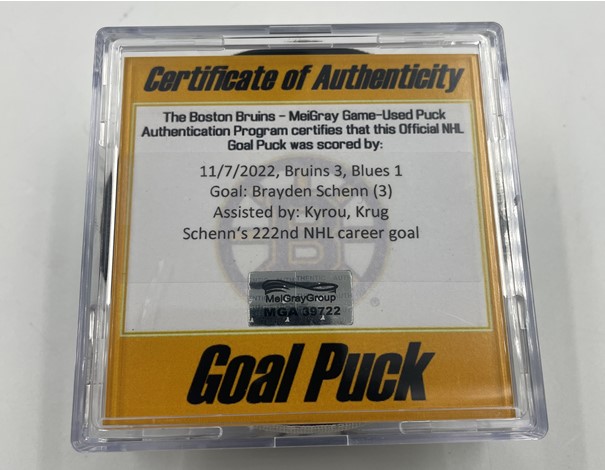 Certificate of Authenticity
The Boston Bruins - MeiGray Game-Used Puck
Authentication Program certifies that this Official NHL
Goal Puck was scored by:
11/7/2022, Bruins 3, Blues 1
Goal: Brayden Schenn (3)
Assisted by: Kyrou, Krug
Schenn's 222nd NHL career goal
MeiGrayGroup
MGA 39722
®
Goal Puck